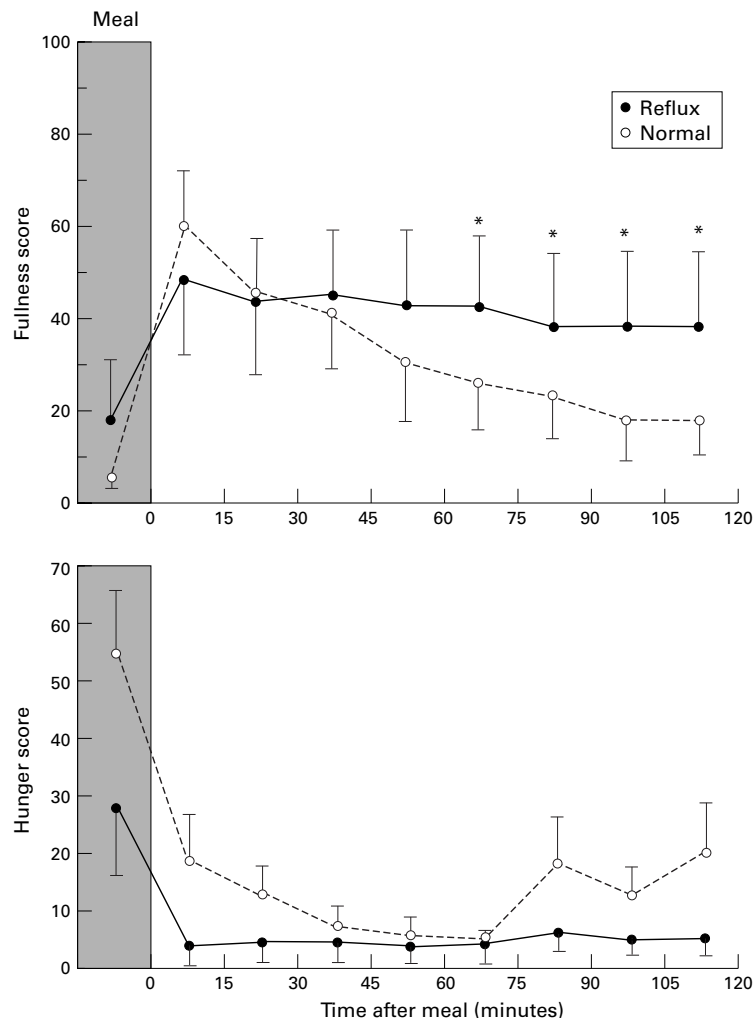 Meal
100
80
60
40
20
0
Fullness score
Reflux
Normal
* * * *
0 15 30 45 60 75 90 105 120
70
60
50
40
30
20
10
0
Hunger score
0 15 30 45 60 75 90 105 120
Time after meal (minutes)